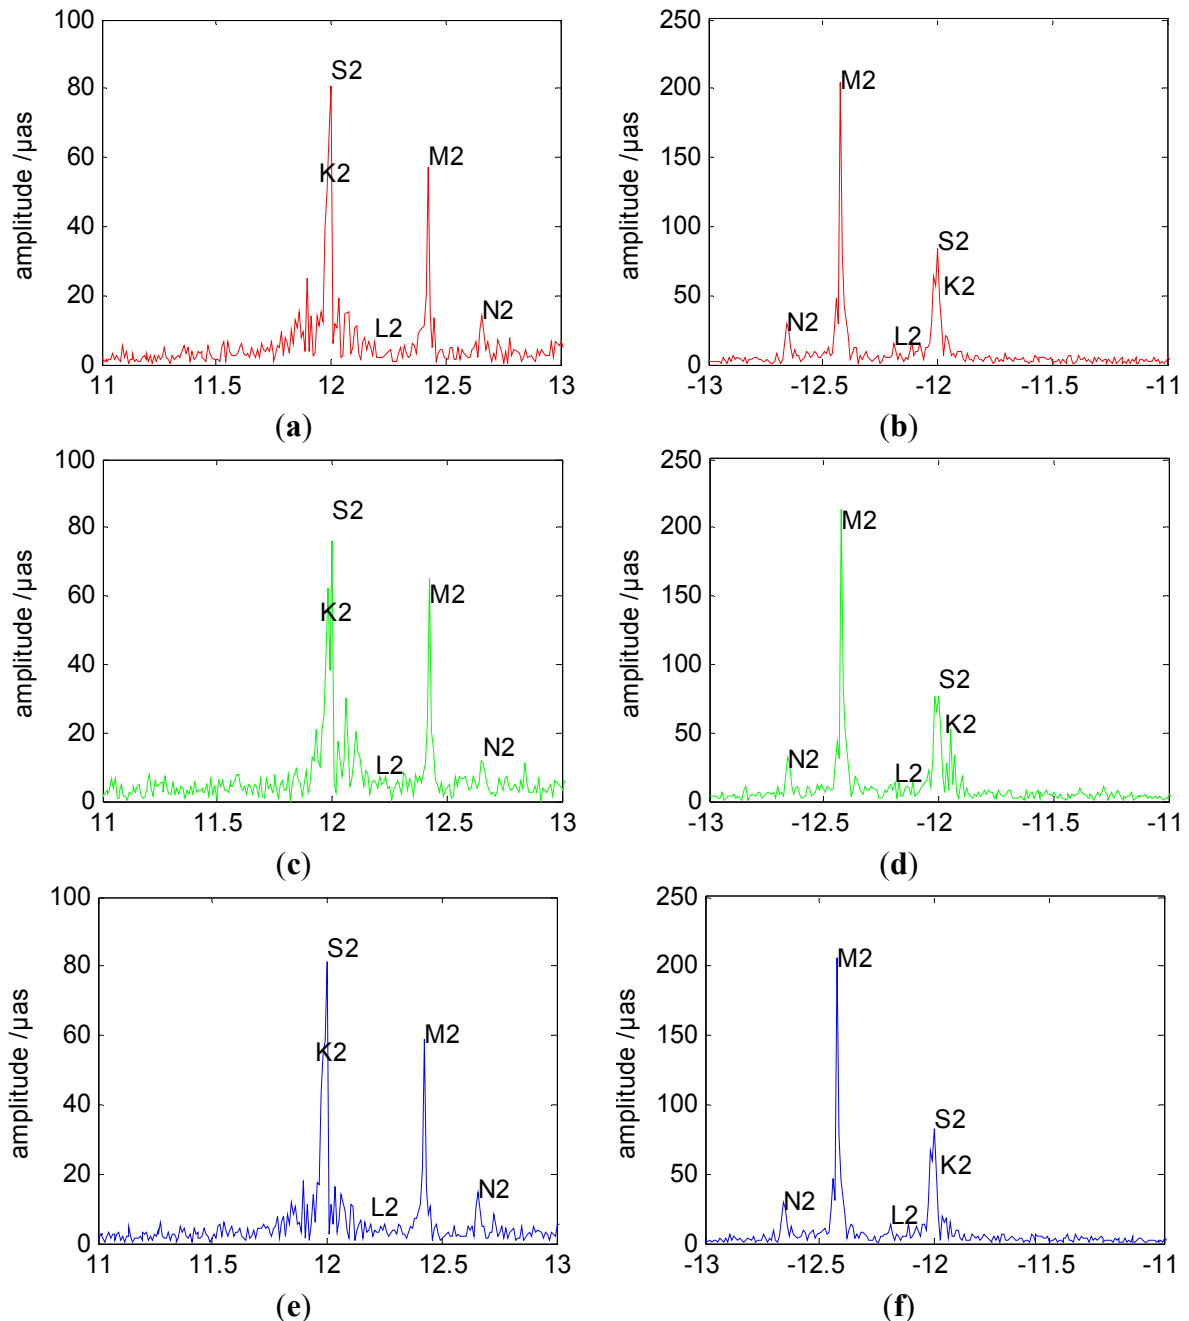 100
80
60
40
20
0
amplitude /µas
S2
K2
M2
L2
N2
11 11.5 12 12.5 13
(a)
250
200
150
100
50
0
amplitude /µas
M2
S2
K2
N2
L2
-13 -12.5 -12 -11.5 -11
(b)
100
80
60
40
20
0
amplitude /µas
S2
K2
M2
L2
N2
11 11.5 12 12.5 13
(c)
250
200
150
100
50
0
amplitude /µas
M2
S2
K2
N2
L2
-13 -12.5 -12 -11.5 -11
(d)
100
80
60
40
20
0
amplitude /µas
S2
K2
M2
L2
N2
11 11.5 12 12.5 13
(e)
250
200
150
100
50
0
amplitude /µas
M2
S2
K2
N2
L2
-13 -12.5 -12 -11.5 -11
(f)